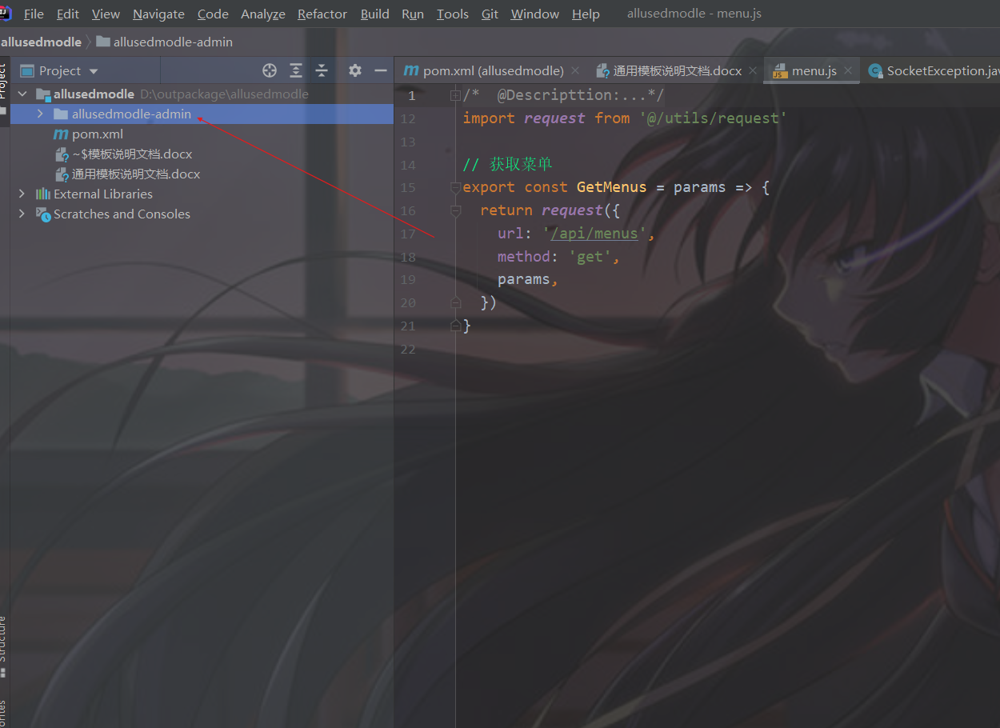 File Edit View Navigate Code Analyze Refactor Build Run Tools Git Window Help allusedmodle - menu.js
allusedmodle allusedmodle-admin
Project
Project
pom.xml (allusedmodle) 通用模板说明文档.docx menu.js SocketException.jav
allusedmodle D:\outpackage\allusedmodle
allusedmodle-admin
pom.xml
~$模板说明文档.docx
通用模板说明文档.docx
External Libraries
Scratches and Consoles
1 /* @Descripttion:...*/
12 import request from '@/utils/request'
13
14 // 获取菜单
15 export const GetMenus = params => {
16 return request({
17 url: '/api/menus',
18 method: 'get',
19 params,
20 })
21 }
22
Structure